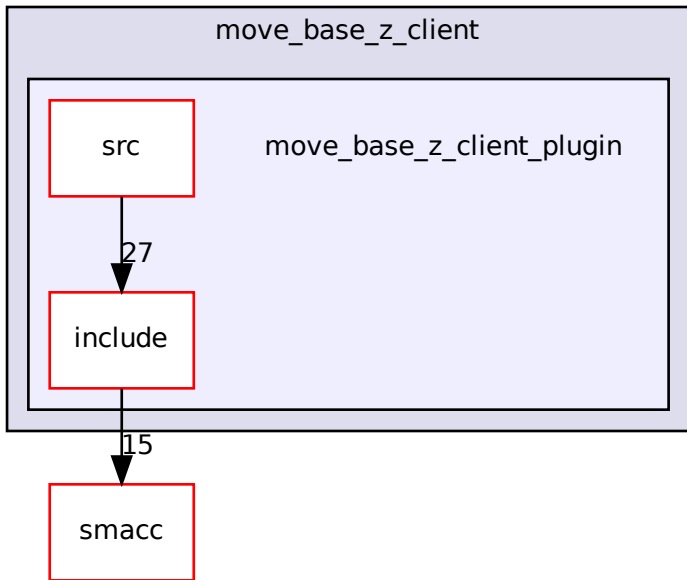 move_base_z_client
src
move_base_z_client_plugin
27
include
15
smacc